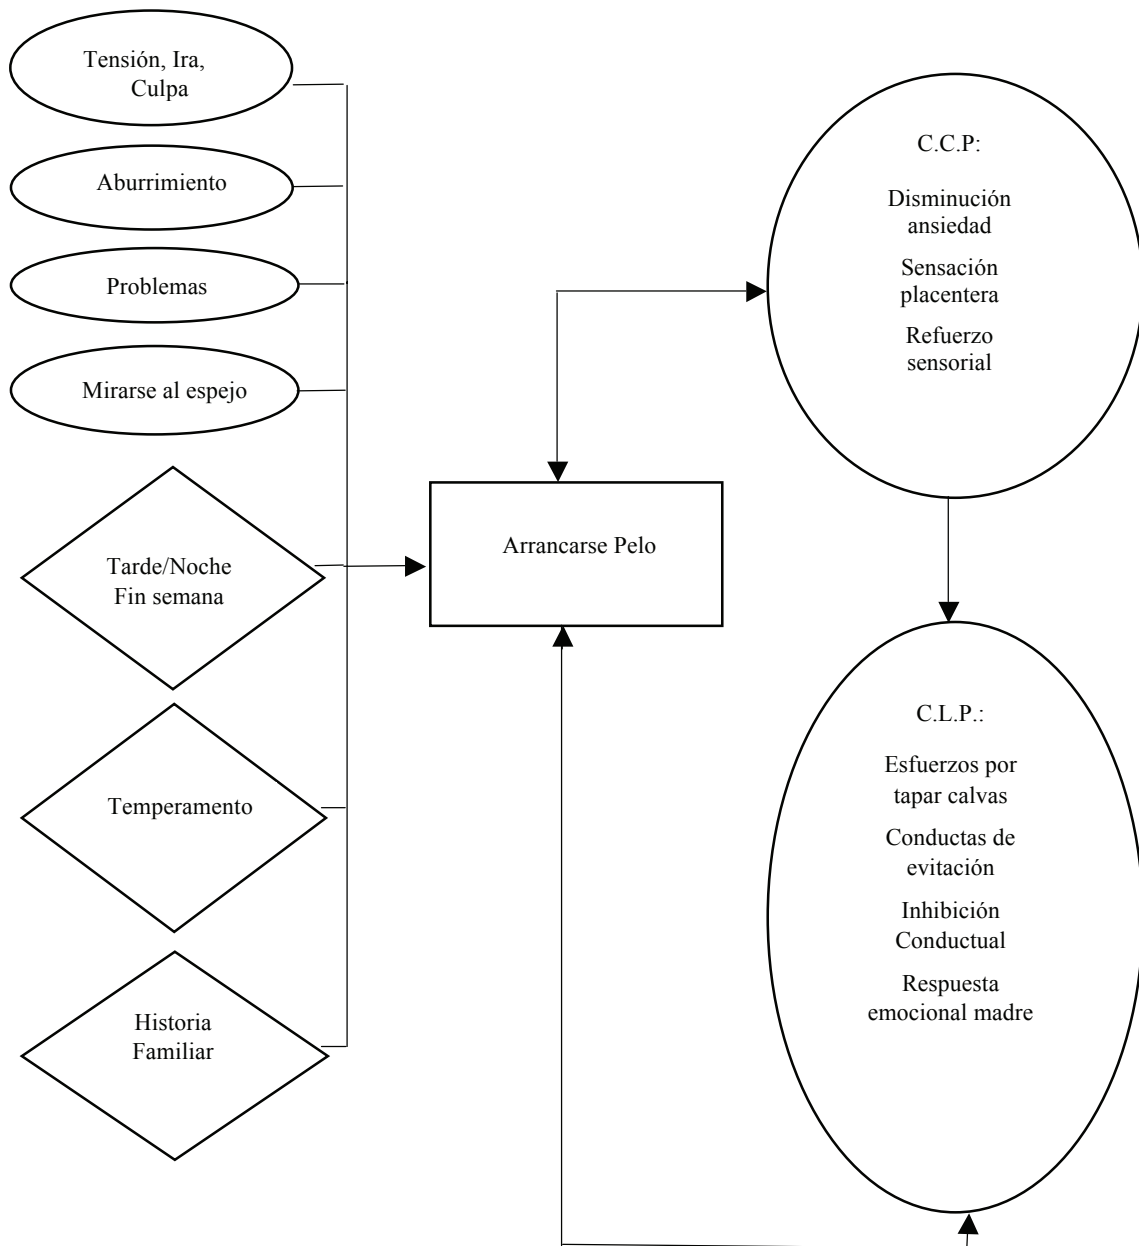 Tensión, Ira,
Culpa
Aburrimiento
Problemas
Mirarse al espejo
Tarde/Noche
Fin semana
Temperamento
Historia
Familiar
Arrancarse Pelo
C.C.P:
Disminución
ansiedad
Sensación
placentera
Refuerzo
sensorial
C.L.P.:
Esfuerzos por
tapar calvas
Conductas de
evitación
Inhibición
Conductual
Respuesta
emocional madre